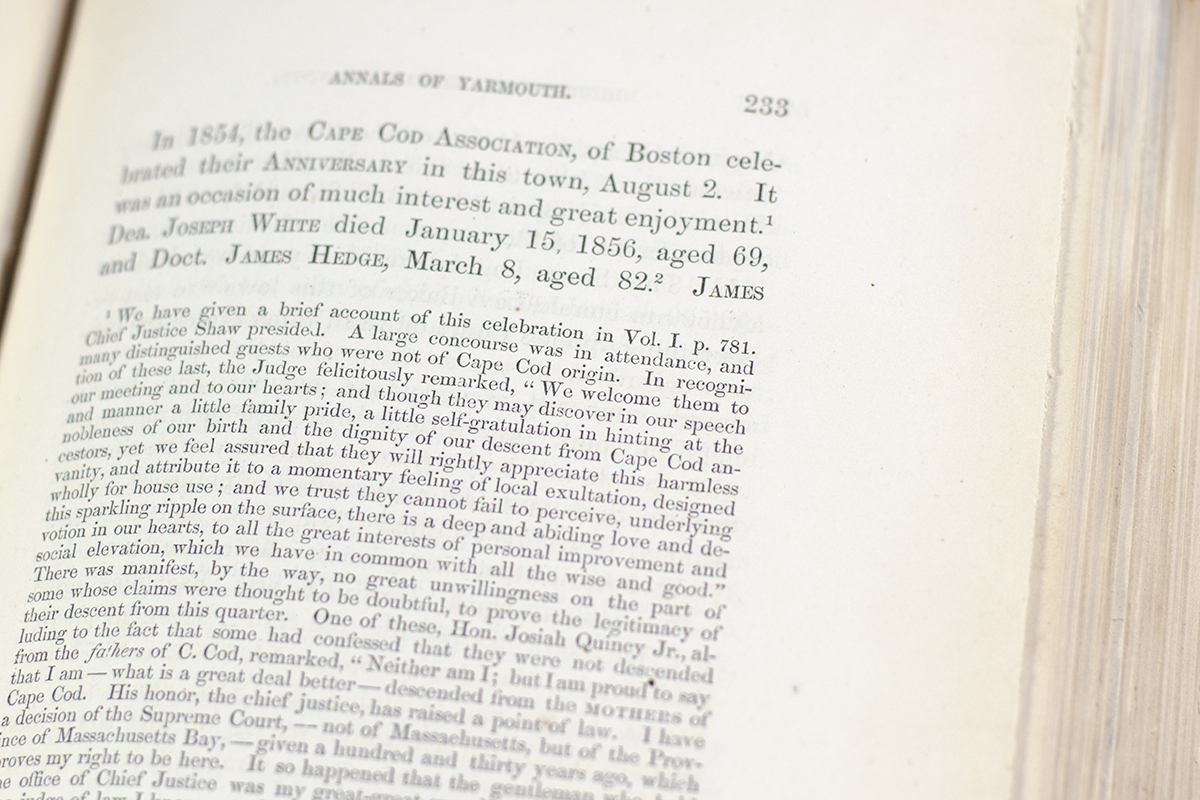 ANNALS OF YARMOUTH.
233
In 1854, the CAPE COD ASSOCIATION, of Boston cele-
brated their ANNIVERSARY in this town, August 2. It
was an occasion of much interest and great enjoyment.¹
Dea. JOSEPH WHITE died January 15, 1856, aged 69,
and Doct. JAMES HEDGE, March 8, aged 82.² JAMES
¹ We have given a brief account of this celebration in Vol. I. p. 781.
Chief Justice Shaw presided. A large concourse was in attendance, and
many distinguished guests who were not of Cape Cod origin. In recogni-
tion of these last, the Judge felicitously remarked, “We welcome them to
our meeting and to our hearts; and though they may discover in our speech
and manner a little family pride, a little self-gratulation in hinting at the
nobleness of our birth and the dignity of our descent from Cape Cod an-
cestors, yet we feel assured that they will rightly appreciate this harmless
vanity, and attribute it to a momentary feeling of local exultation, designed
wholly for house use; and we trust they cannot fail to perceive, underlying
this sparkling ripple on the surface, there is a deep and abiding love and de-
votion in our hearts, to all the great interests of personal improvement and
social elevation, which we have in common with all the wise and good.”
There was manifest, by the way, no great unwillingness on the part of
some whose claims were thought to be doubtful, to prove the legitimacy of
their descent from this quarter. One of these, Hon. Josiah Quincy Jr., al-
luding to the fact that some had confessed that they were not descended
from the fathers of C. Cod, remarked, “Neither am I; but I am proud to say
that I am — what is a great deal better — descended from the MOTHERS of
Cape Cod. His honor, the chief justice, has raised a point of law. I have
a decision of the Supreme Court, — not of Massachusetts, but of the Prov-
ince of Massachusetts Bay, — given a hundred and thirty years ago, which
roves my right to be here. It so happened that the gentleman who held
e office of Chief Justice was my great-great
judge of law I